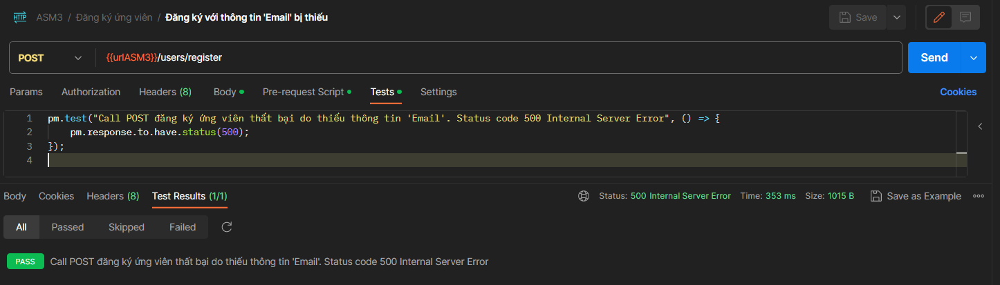 HTTP ASM3 / Đăng ký ứng viên / Đăng ký với thông tin 'Email' bị thiếu Save
POST {{urlASM3}}/users/register Send
Params Authorization Headers (8) Body Pre-request Script Tests Settings Cookies
1 pm.test("Call POST đăng ký ứng viên thất bại do thiếu thông tin 'Email'. Status code 500 Internal Server Error", () => {
2 pm.response.to.have.status(500);
3 });
4
Body Cookies Headers (8) Test Results (1/1) Status: 500 Internal Server Error Time: 353 ms Size: 1015 B Save as Example
All Passed Skipped Failed
PASS Call POST đăng ký ứng viên thất bại do thiếu thông tin 'Email'. Status code 500 Internal Server Error